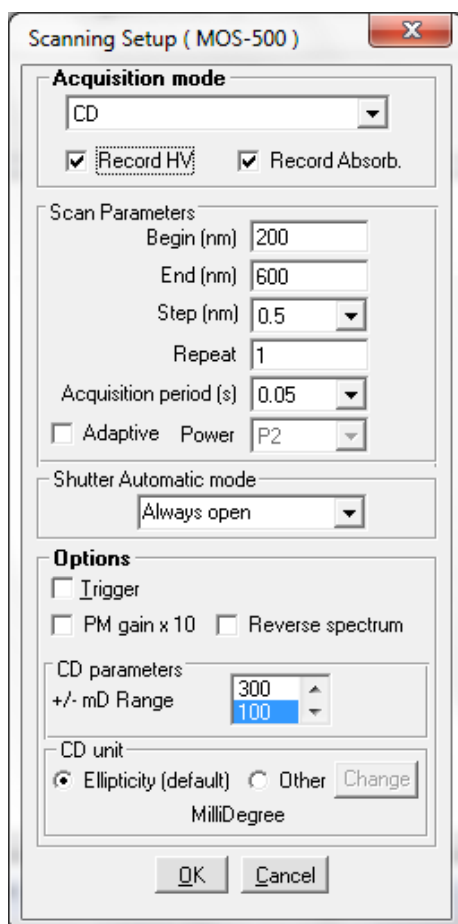 Scanning Setup ( MOS-500 )
Acquisition mode
CD
Record HV Record Absorb.
Scan Parameters
Begin (nm) 200
End (nm) 600
Step (nm) 0.5
Repeat 1
Acquisition period (s) 0.05
Adaptive Power P2
Shutter Automatic mode
Always open
Options
Trigger
PM gain x 10 Reverse spectrum
CD parameters
+/- mD Range 300
100
CD unit
Ellipticity (default) Other Change
MilliDegree
OK Cancel